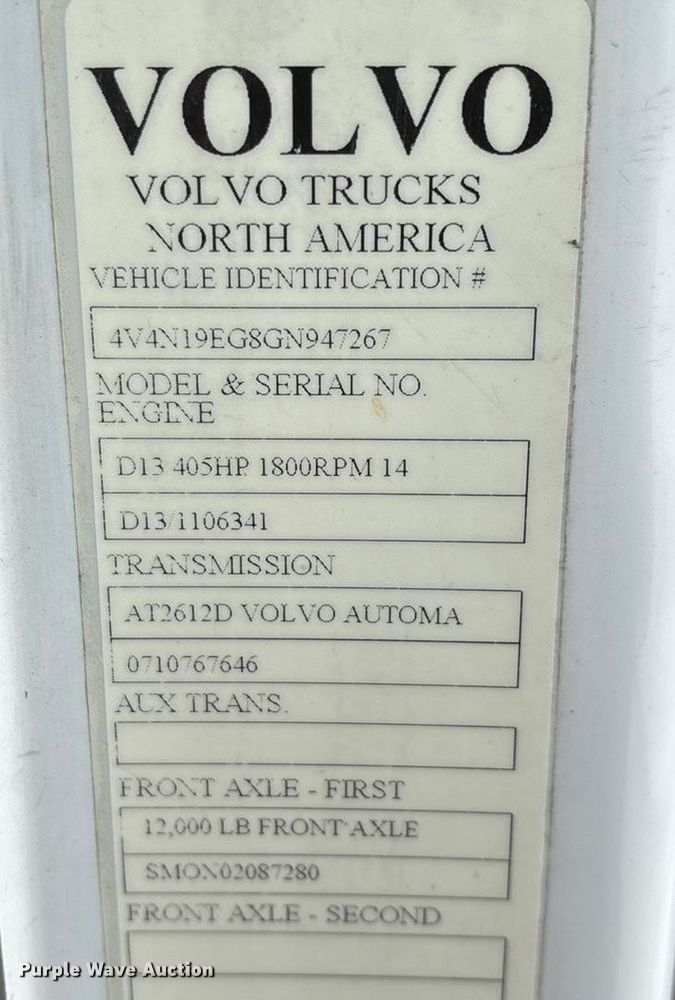 VOLVO
VOLVO TRUCKS
NORTH AMERICA
VEHICLE IDENTIFICATION #
4V4N19EG8GN947267
MODEL & SERIAL NO.
ENGINE
D13 405HP 1800RPM 14
D13/1106341
TRANSMISSION
AT2612D VOLVO AUTOMA
0710767646
AUX TRANS.
FRONT AXLE - FIRST
12,000 LB FRONT AXLE
SMON02087280
FRONT AXLE - SECOND
Purple Wave Auction